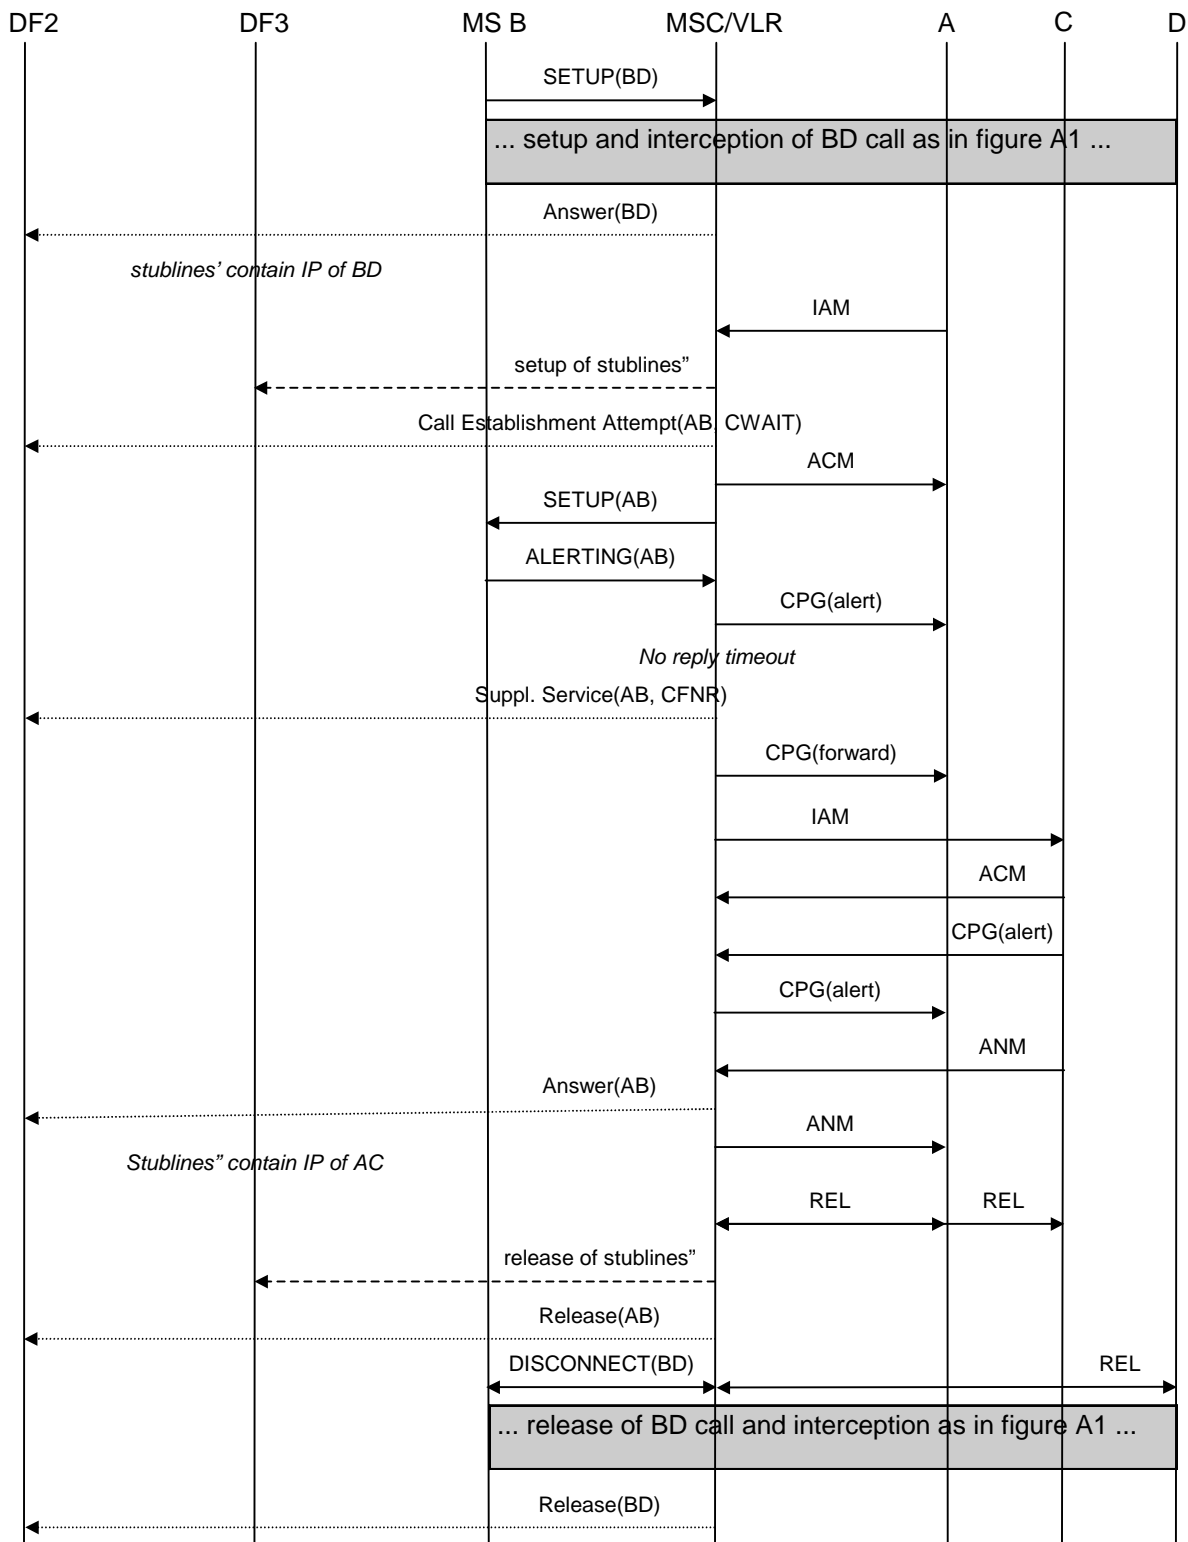 DF2 DF3 MS B MSC/VLR A C D
SETUP(BD)
... setup and interception of BD call as in figure A1 ...
Answer(BD)
stublines’ contain IP of BD
IAM
setup of stublines”
Call Establishment Attempt(AB, CWAIT)
ACM
SETUP(AB)
ALERTING(AB)
CPG(alert)
No reply timeout
Suppl. Service(AB, CFNR)
CPG(forward)
IAM
ACM
CPG(alert)
CPG(alert)
ANM
Answer(AB)
ANM
Stublines” contain IP of AC
REL REL
release of stublines”
Release(AB)
DISCONNECT(BD) REL
... release of BD call and interception as in figure A1 ...
Release(BD)